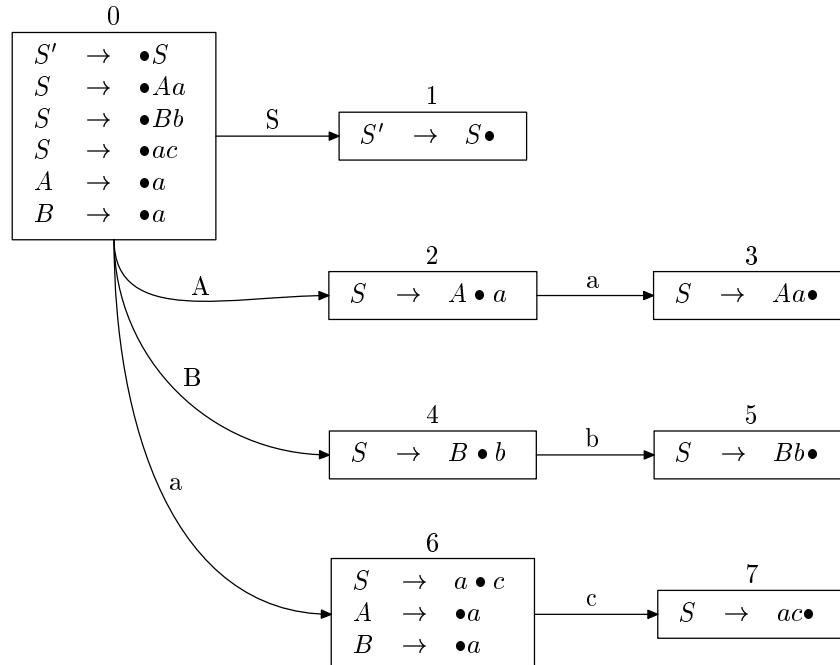 0
S′ → •S
S → •Aa
S → •Bb
S → •ac
A → •a
B → •a
S
1
S′ → S•
A
2
S → A • a
a
3
S → Aa•
B
4
S → B • b
b
5
S → Bb•
a
6
S → a • c
A → •a
B → •a
c
7
S → ac•